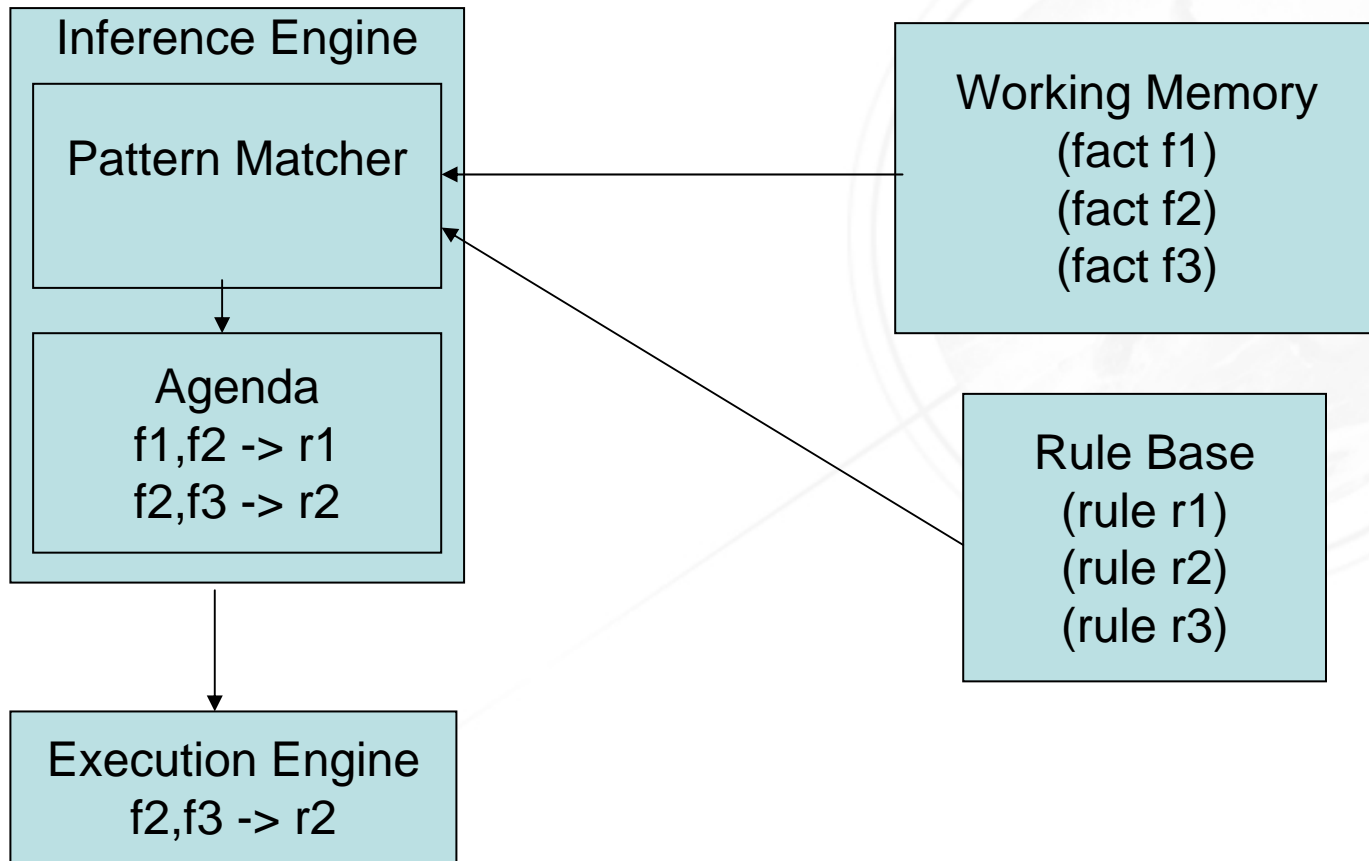 Inference Engine
Pattern Matcher
Agenda
f1,f2 -> r1
f2,f3 -> r2
Execution Engine
f2,f3 -> r2
Working Memory
(fact f1)
(fact f2)
(fact f3)
Rule Base
(rule r1)
(rule r2)
(rule r3)